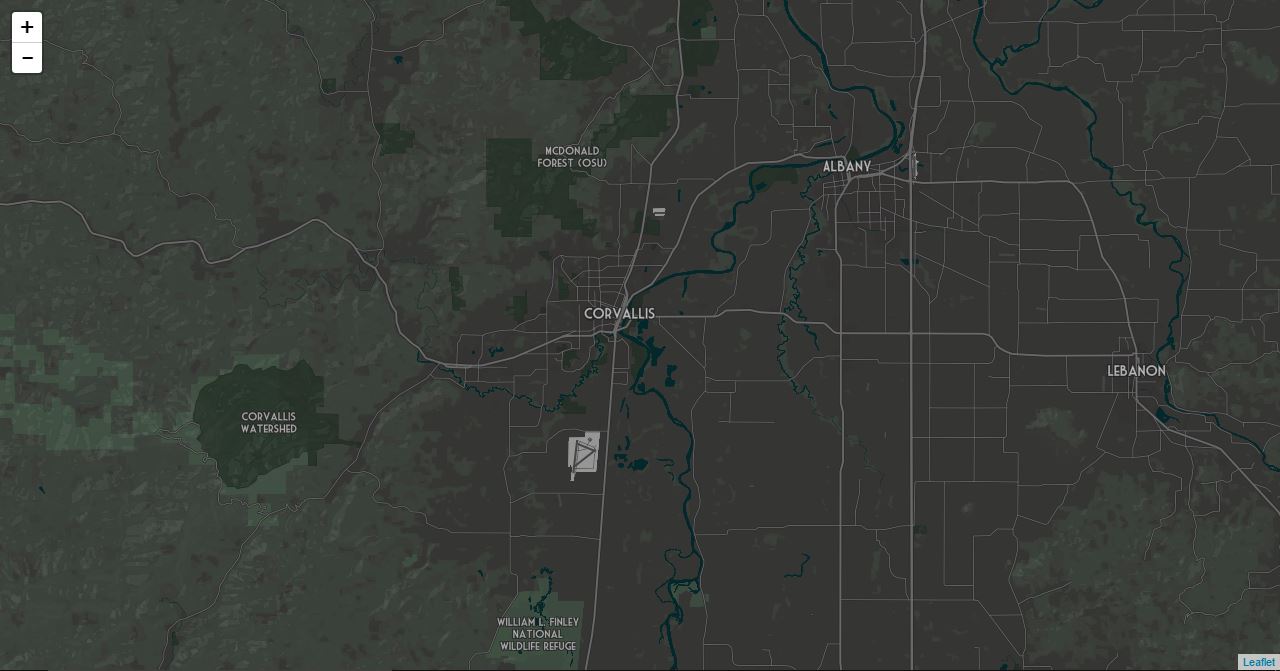 +
−
MCDONALD
FOREST (OSU)
ALBANY
CORVALLIS
LEBANON
CORVALLIS
WATERSHED
WILLIAM L. FINLEY
NATIONAL
WILDLIFE REFUGE
Leaflet